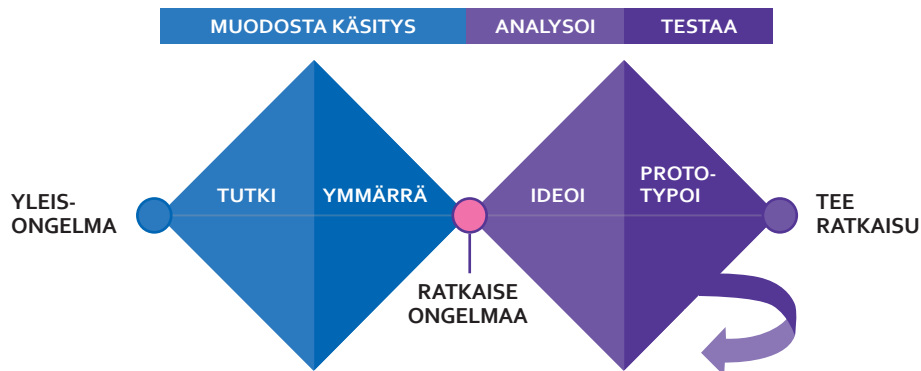 MUODOSTA KÄSITYS
ANALYSOI
TESTAA
TUTKI
YMMÄRRÄ
IDEOI
PROTO-
TYPOI
YLEIS-
ONGELMA
TEE
RATKAISU
RATKAISE
ONGELMAA